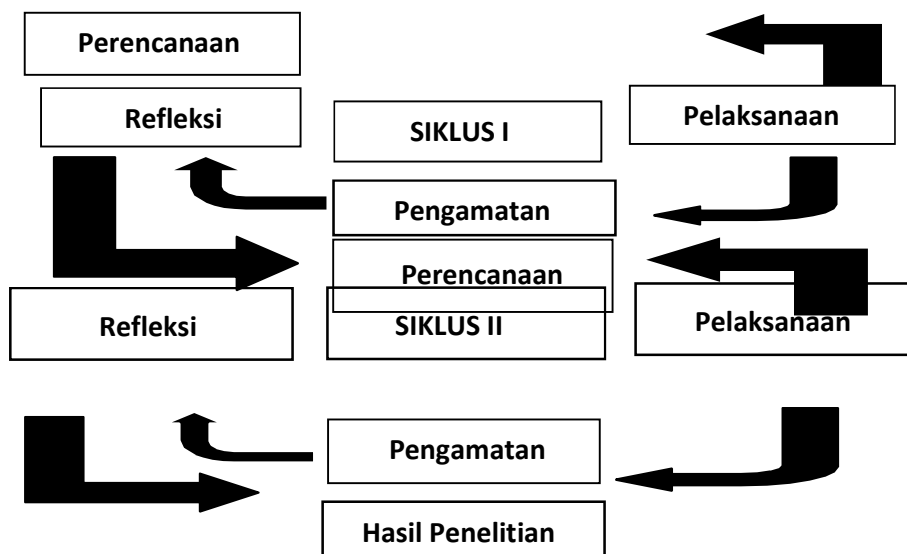 Perencanaan
Refleksi
SIKLUS I
Pelaksanaan
Pengamatan
Perencanaan
Refleksi
SIKLUS II
Pelaksanaan
Pengamatan
Hasil Penelitian